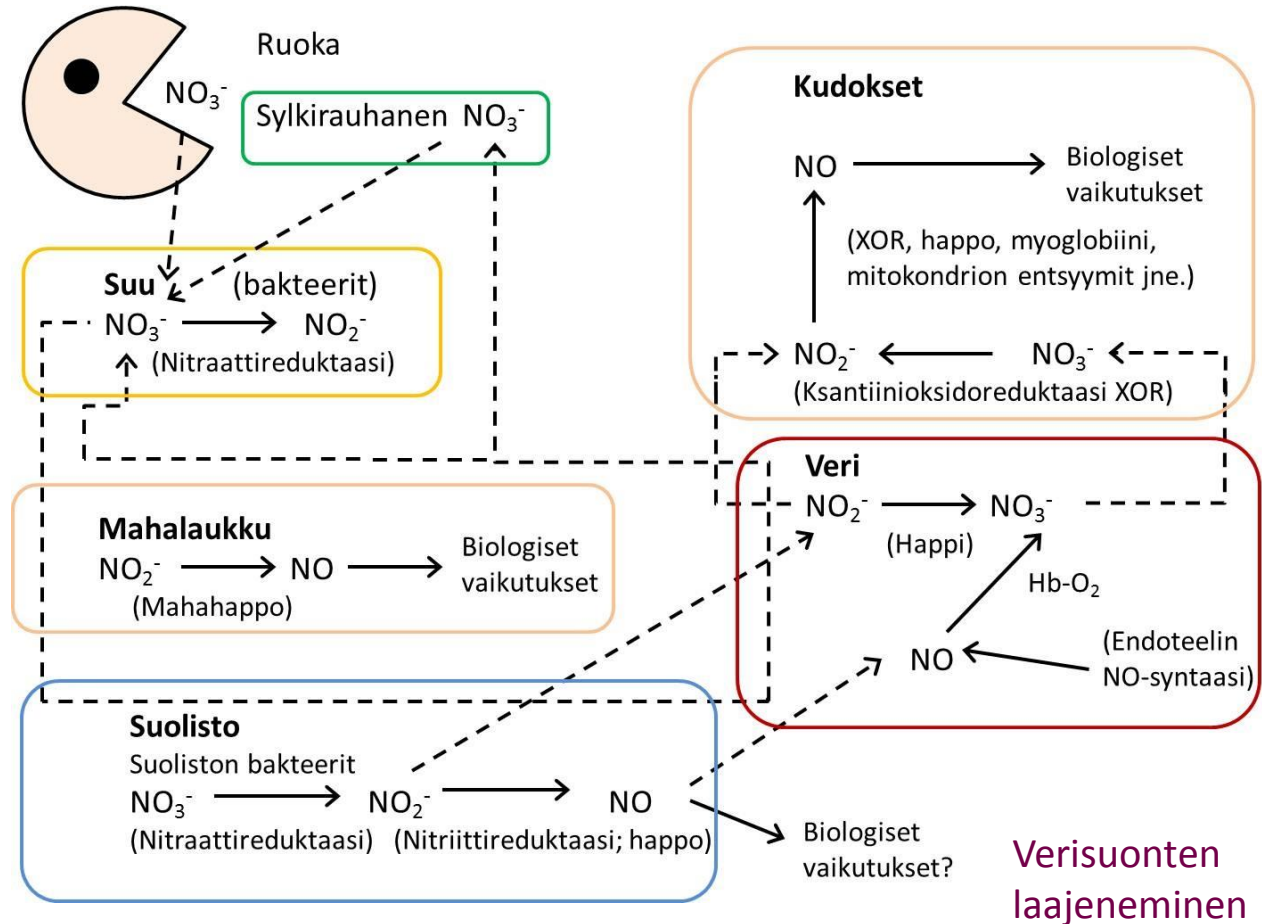 Ruoka
NO₃⁻
Sylkirauhanen NO₃⁻
Suu (bakteerit)
NO₃⁻ NO₂⁻
(Nitraattireduktaasi)
Mahalaukku
NO₂⁻ NO Biologiset
vaikutukset
(Mahahappo)
Suolisto
Suoliston bakteerit
NO₃⁻ NO₂⁻ NO
(Nitraattireduktaasi) (Nitriittireduktaasi; happo)
Biologiset
vaikutukset?
Kudokset
NO Biologiset
vaikutukset
(XOR, happo, myoglobiini,
mitokondrion entsyymit jne.)
NO₂⁻ NO₃⁻
(Ksantiinioksidoreduktaasi XOR)
Veri
NO₂⁻ NO₃⁻
(Happi)
Hb-O₂
NO (Endoteelin
NO-syntaasi)
Verisuonten
laajeneminen